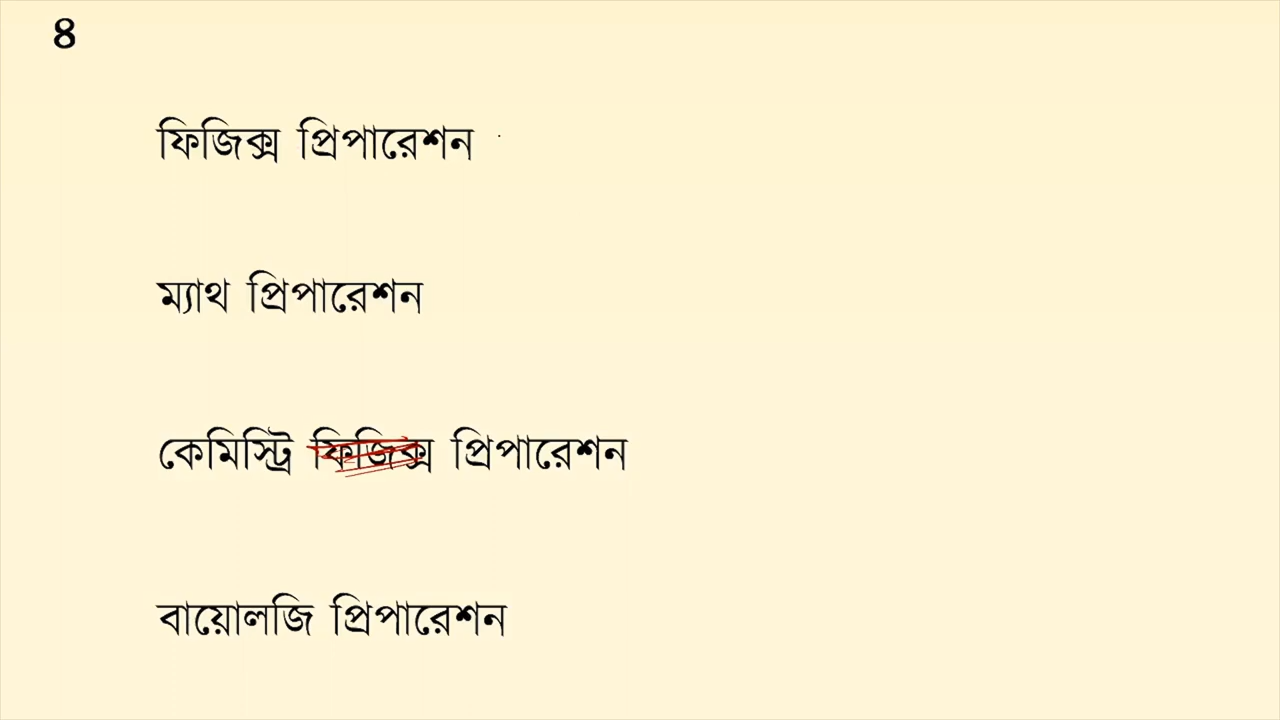 ৪
ফিজিক্স প্রিপারেশন
ম্যাথ প্রিপারেশন
কেমিস্ট্রি ফিজিক্স প্রিপারেশন
বায়োলজি প্রিপারেশন